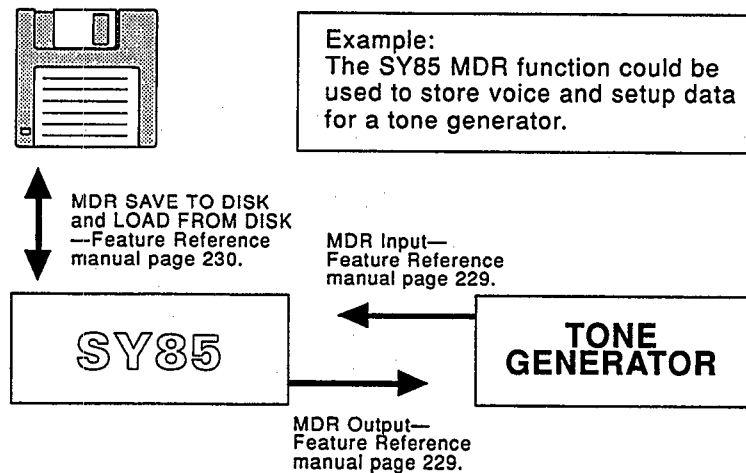 Example:
The SY85 MDR function could be
used to store voice and setup data
for a tone generator.
MDR SAVE TO DISK
and LOAD FROM DISK
—Feature Reference
manual page 230.
MDR Input—
Feature Reference
manual page 229.
SY85
TONE
GENERATOR
MDR Output—
Feature Reference
manual page 229.